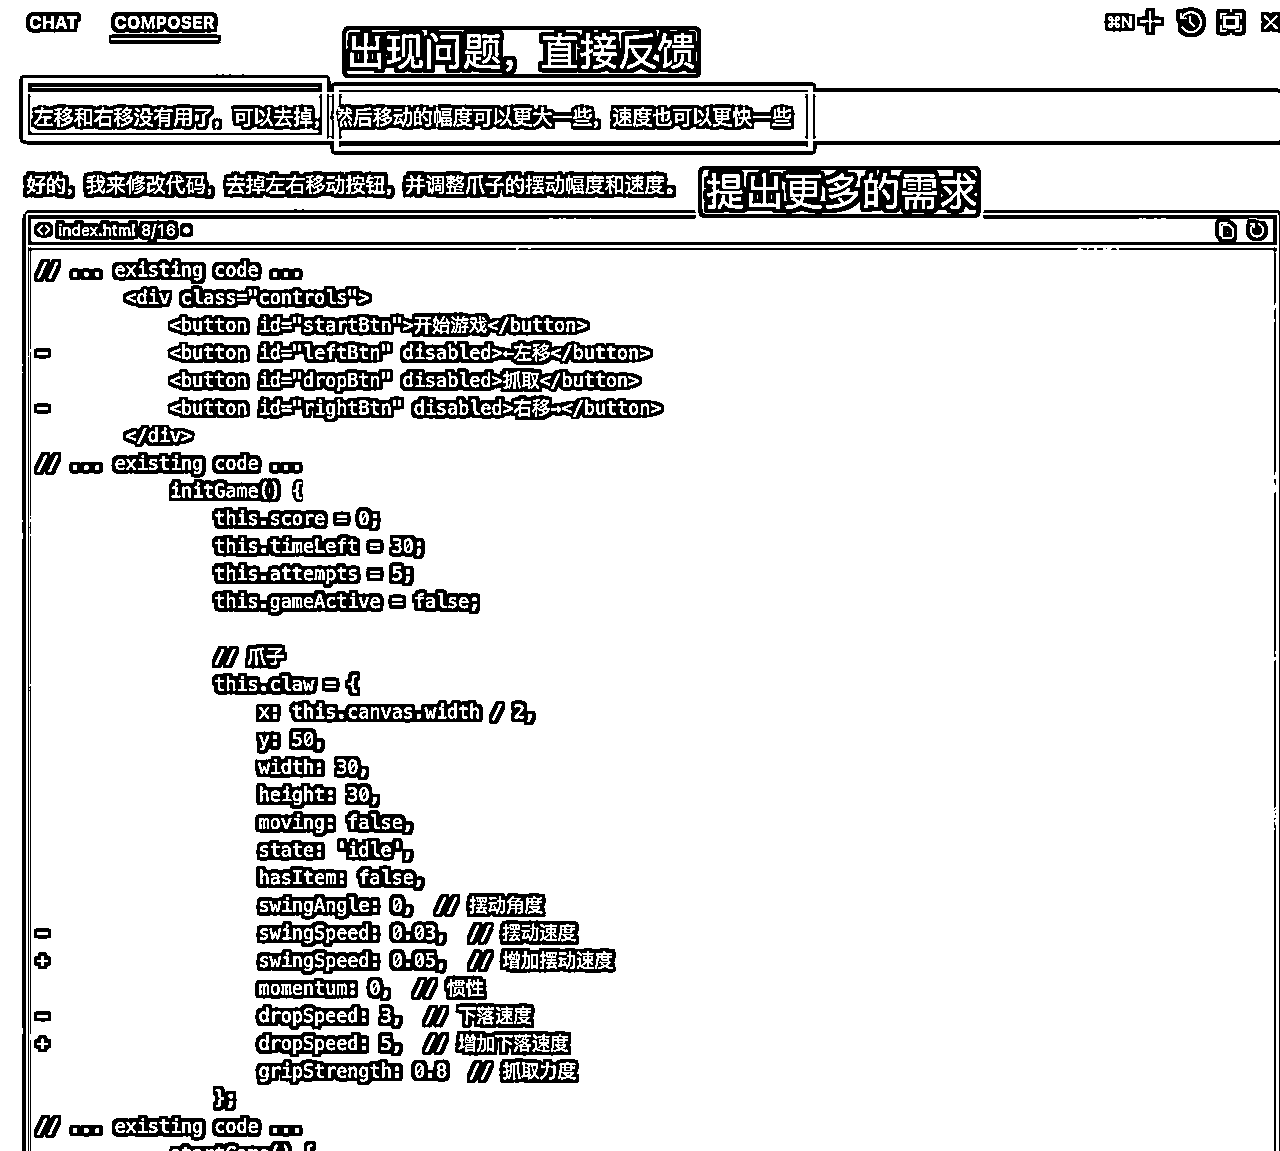 CHAT COMPOSER ⌘N
出现问题，直接反馈
左移和右移没有用了，可以去掉，然后移动的幅度可以更大一些，速度也可以更快一些
好的，我来修改代码，去掉左右移动按钮，并调整爪子的摆动幅度和速度。
提出更多的需求
index.html 8/16
// ... existing code ...
<div class="controls">
<button id="startBtn">开始游戏</button>
- <button id="leftBtn" disabled>←左移</button>
<button id="dropBtn" disabled>抓取</button>
- <button id="rightBtn" disabled>右移→</button>
</div>
// ... existing code ...
initGame() {
this.score = 0;
this.timeLeft = 30;
this.attempts = 5;
this.gameActive = false;
// 爪子
this.claw = {
x: this.canvas.width / 2,
y: 50,
width: 30,
height: 30,
moving: false,
state: 'idle',
hasItem: false,
swingAngle: 0, // 摆动角度
- swingSpeed: 0.03, // 摆动速度
+ swingSpeed: 0.05, // 增加摆动速度
momentum: 0, // 惯性
- dropSpeed: 3, // 下落速度
+ dropSpeed: 5, // 增加下落速度
gripStrength: 0.8 // 抓取力度
};
// ... existing code ...
startGame() {